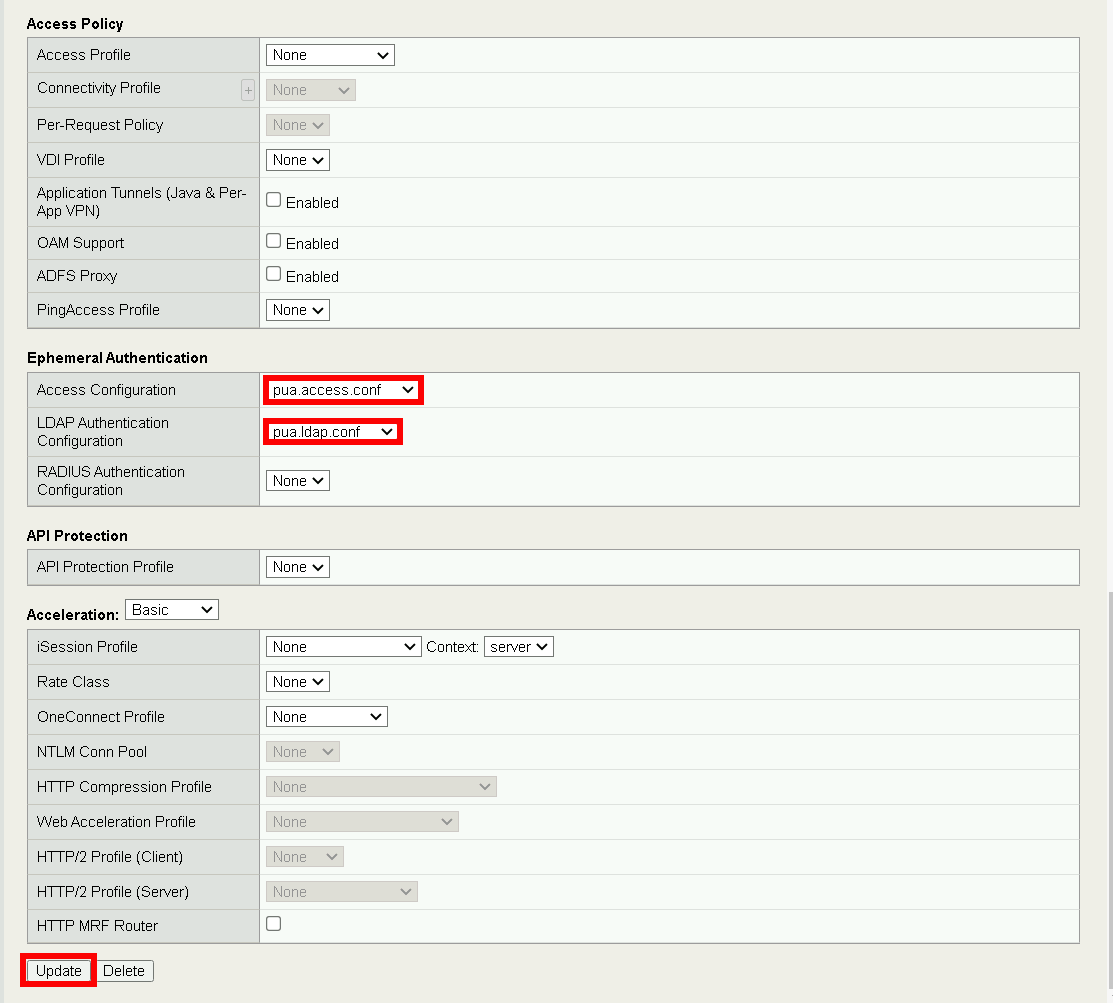 Access Policy
Access Profile None
Connectivity Profile + None
Per-Request Policy None
VDI Profile None
Application Tunnels (Java & Per-
App VPN) Enabled
OAM Support Enabled
ADFS Proxy Enabled
PingAccess Profile None
Ephemeral Authentication
Access Configuration pua.access.conf
LDAP Authentication
Configuration pua.ldap.conf
RADIUS Authentication
Configuration None
API Protection
API Protection Profile None
Acceleration: Basic
iSession Profile None Context: server
Rate Class None
OneConnect Profile None
NTLM Conn Pool None
HTTP Compression Profile None
Web Acceleration Profile None
HTTP/2 Profile (Client) None
HTTP/2 Profile (Server) None
HTTP MRF Router
Update Delete